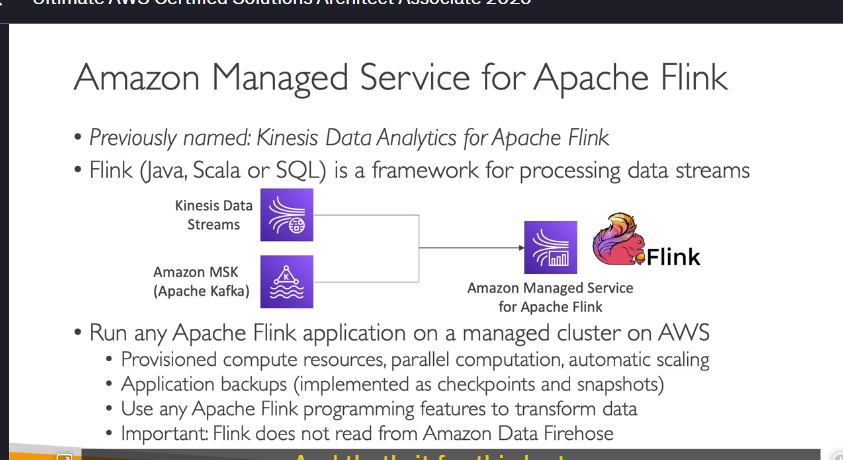 Ultimate AWS Certified Solutions Architect Associate 2026
Amazon Managed Service for Apache Flink
• Previously named: Kinesis Data Analytics for Apache Flink
• Flink (Java, Scala or SQL) is a framework for processing data streams
Kinesis Data
Streams
Amazon MSK
(Apache Kafka)
K
Flink
Amazon Managed Service
for Apache Flink
• Run any Apache Flink application on a managed cluster on AWS
• Provisioned compute resources, parallel computation, automatic scaling
• Application backups (implemented as checkpoints and snapshots)
• Use any Apache Flink programming features to transform data
• Important: Flink does not read from Amazon Data Firehose